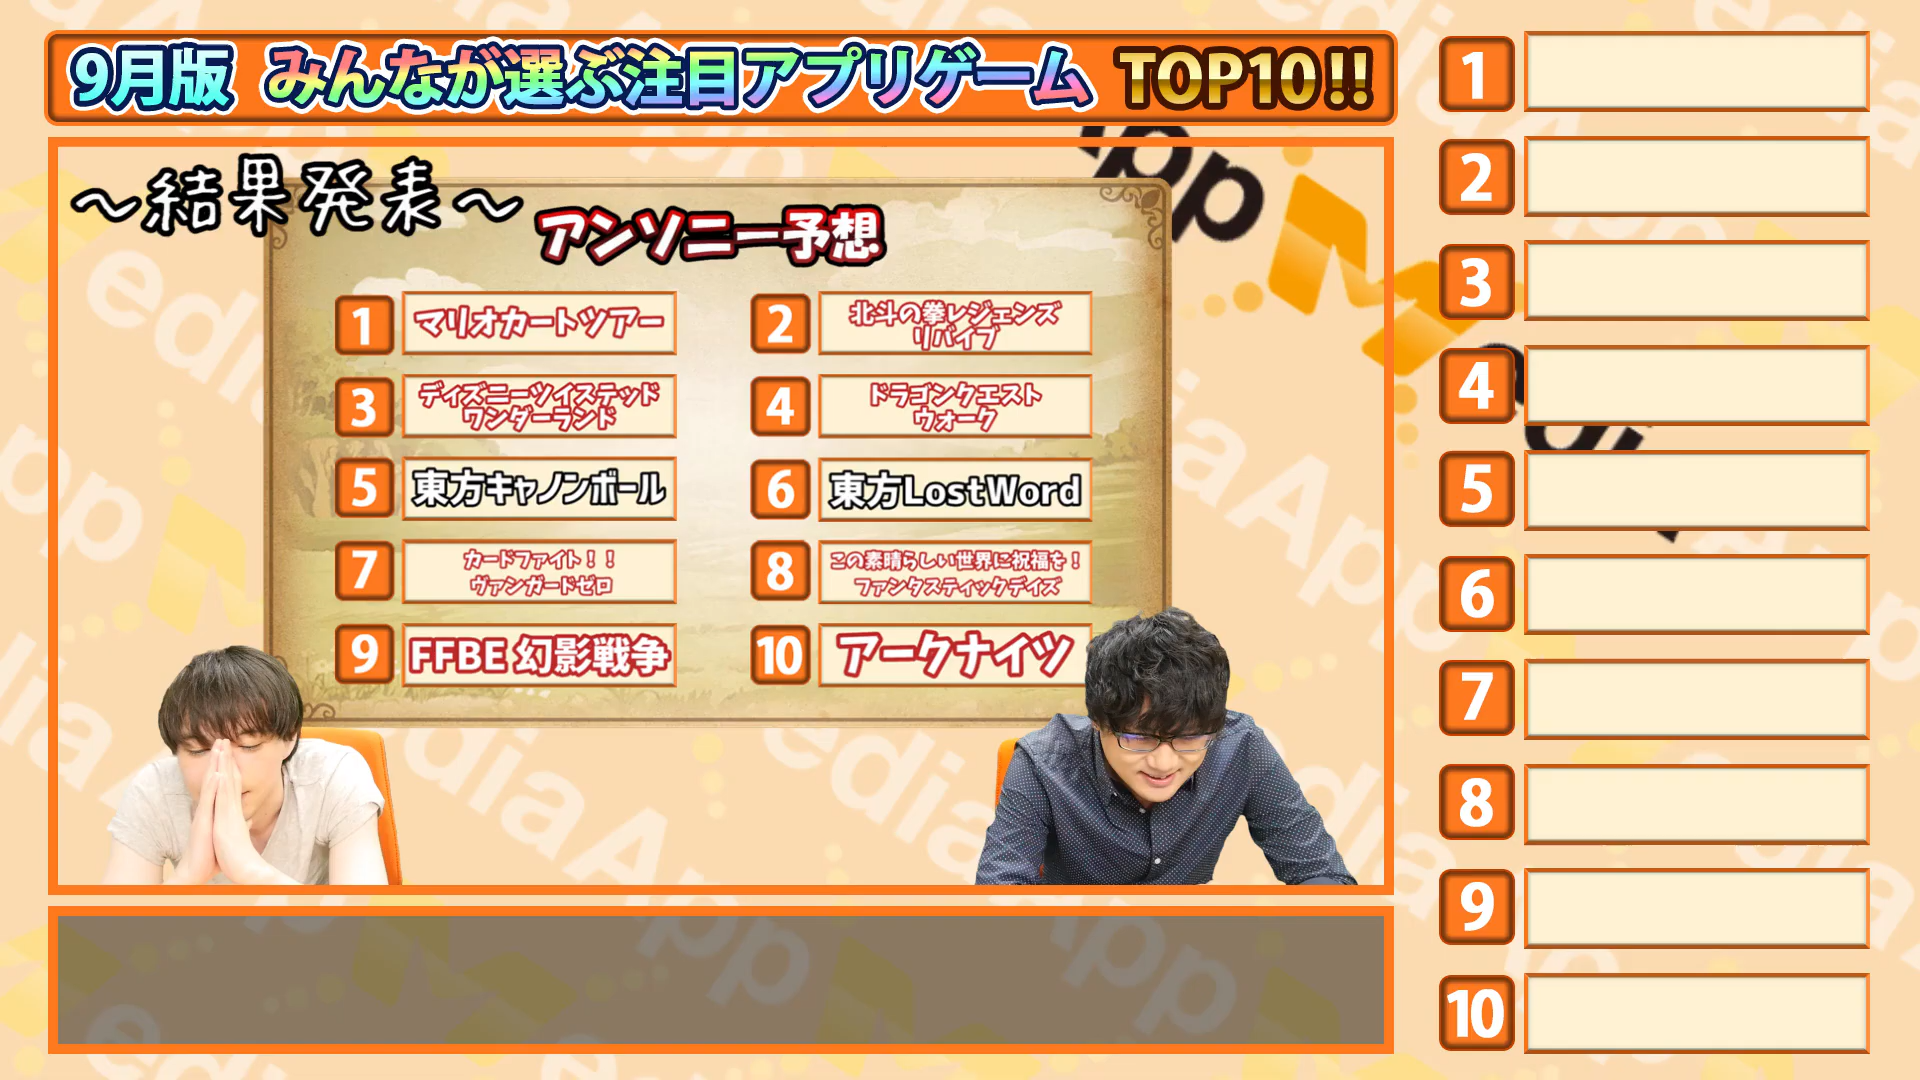 9月版 みんなが選ぶ注目アプリゲーム TOP10!!
～結果発表～
アンソニー予想
1 マリオカートツアー
2 北斗の拳レジェンズ
リバイブ
3 ディズニーツイステッド
ワンダーランド
4 ドラゴンクエスト
ウォーク
5 東方キャノンボール
6 東方LostWord
7 カードファイト！！
ヴァンガードゼロ
8 この素晴らしい世界に祝福を！
ファンタスティックデイズ
9 FFBE 幻影戦争
10 アークナイツ
1
2
3
4
5
6
7
8
9
10